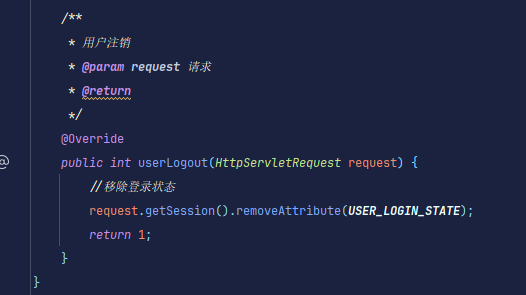 /**
* 用户注销
* @param request 请求
* @return
*/
@Override
public int userLogout(HttpServletRequest request) {
//移除登录状态
request.getSession().removeAttribute(USER_LOGIN_STATE);
return 1;
}
}